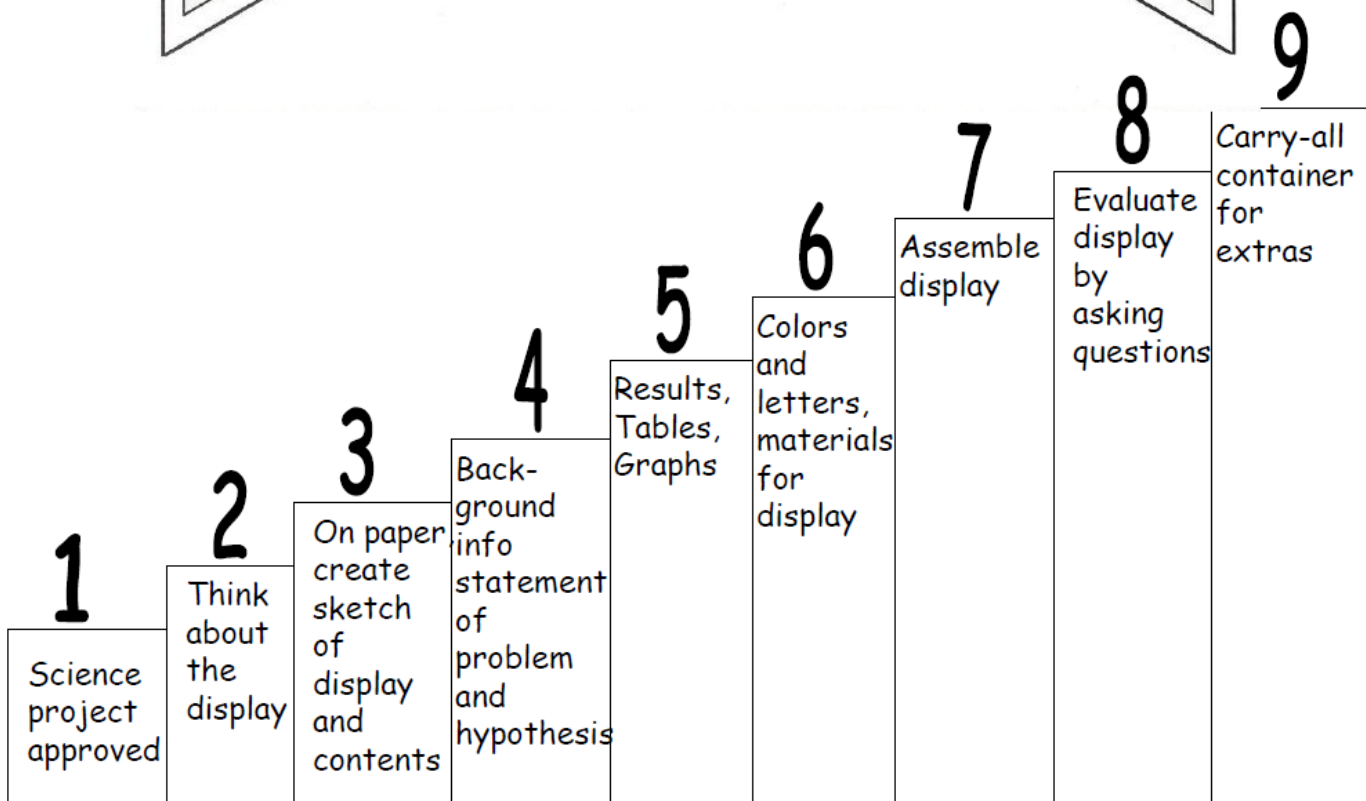 1
Science
project
approved
2
Think
about
the
display
3
On paper,
create
sketch
of
display
and
contents
4
Back-
ground
info
statement
of
problem
and
hypothesis
5
Results,
Tables,
Graphs
6
Colors
and
letters,
materials
for
display
7
Assemble
display
8
Evaluate
display
by
asking
questions
9
Carry-all
container
for
extras